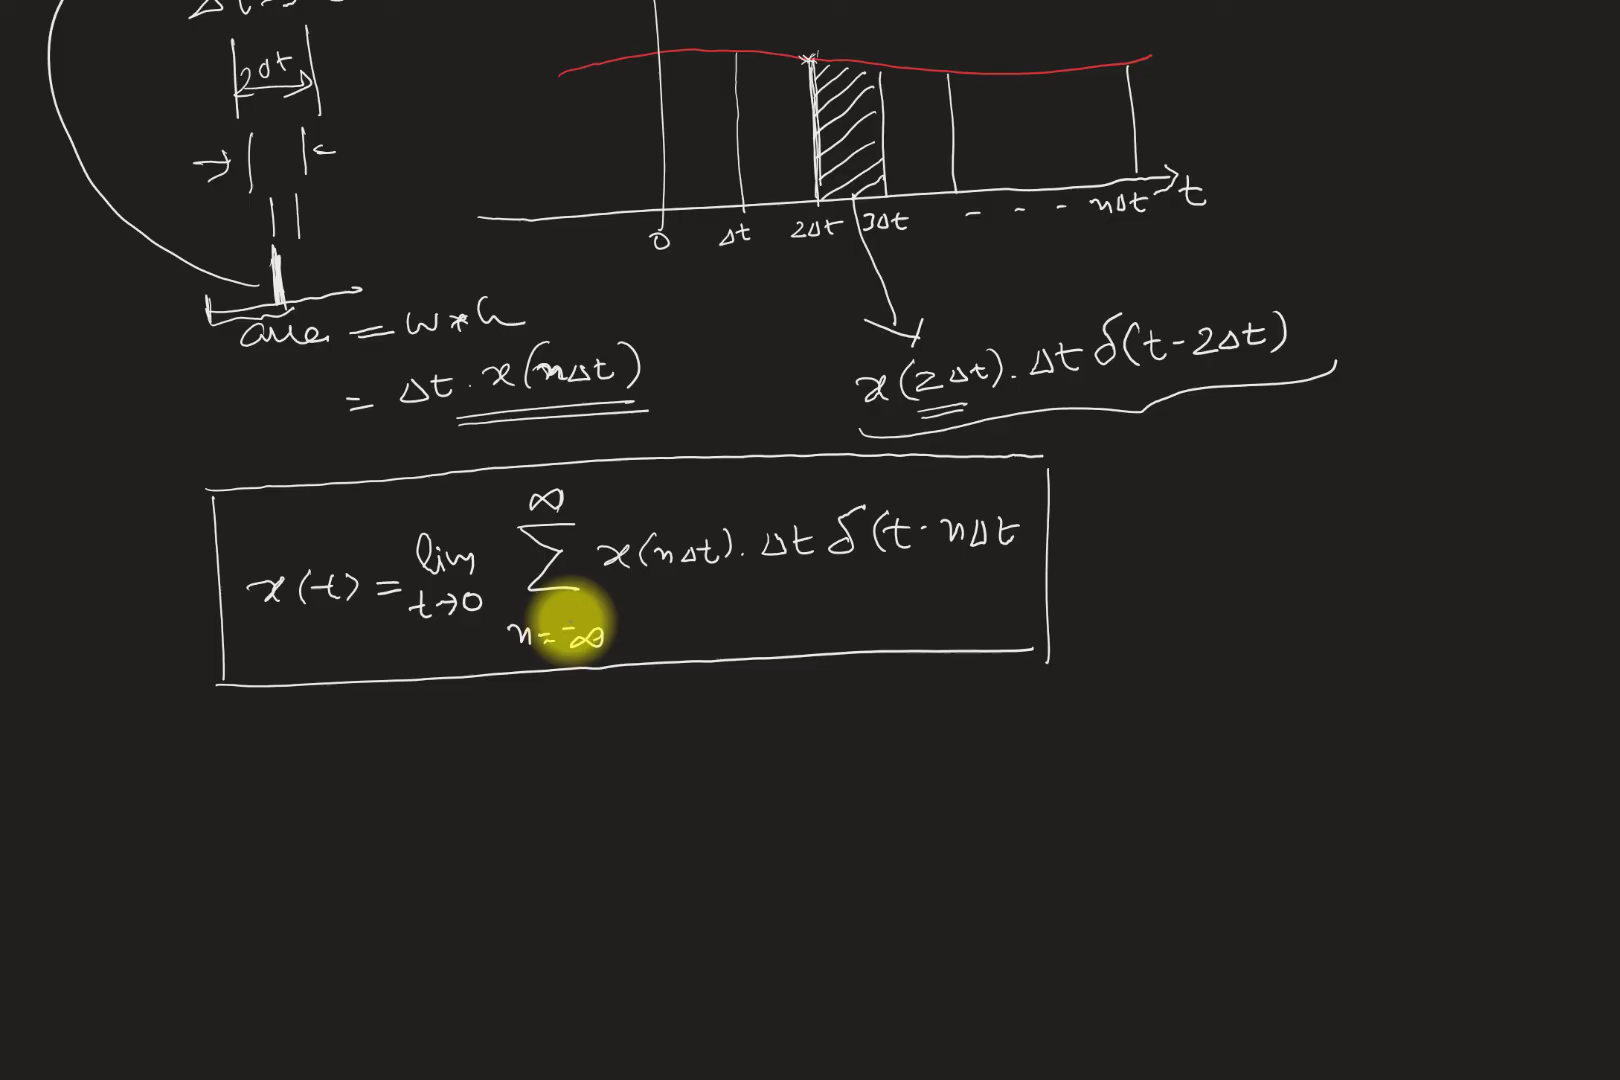 2Δt
0 Δt 2Δt 3Δt - - - nΔt t
area = w * h
= Δt . x(nΔt)
x(2Δt). Δt δ(t-2Δt)
x(t) = lim t→0 ∞ Σ n=-∞ x(nΔt). Δt δ(t - nΔt